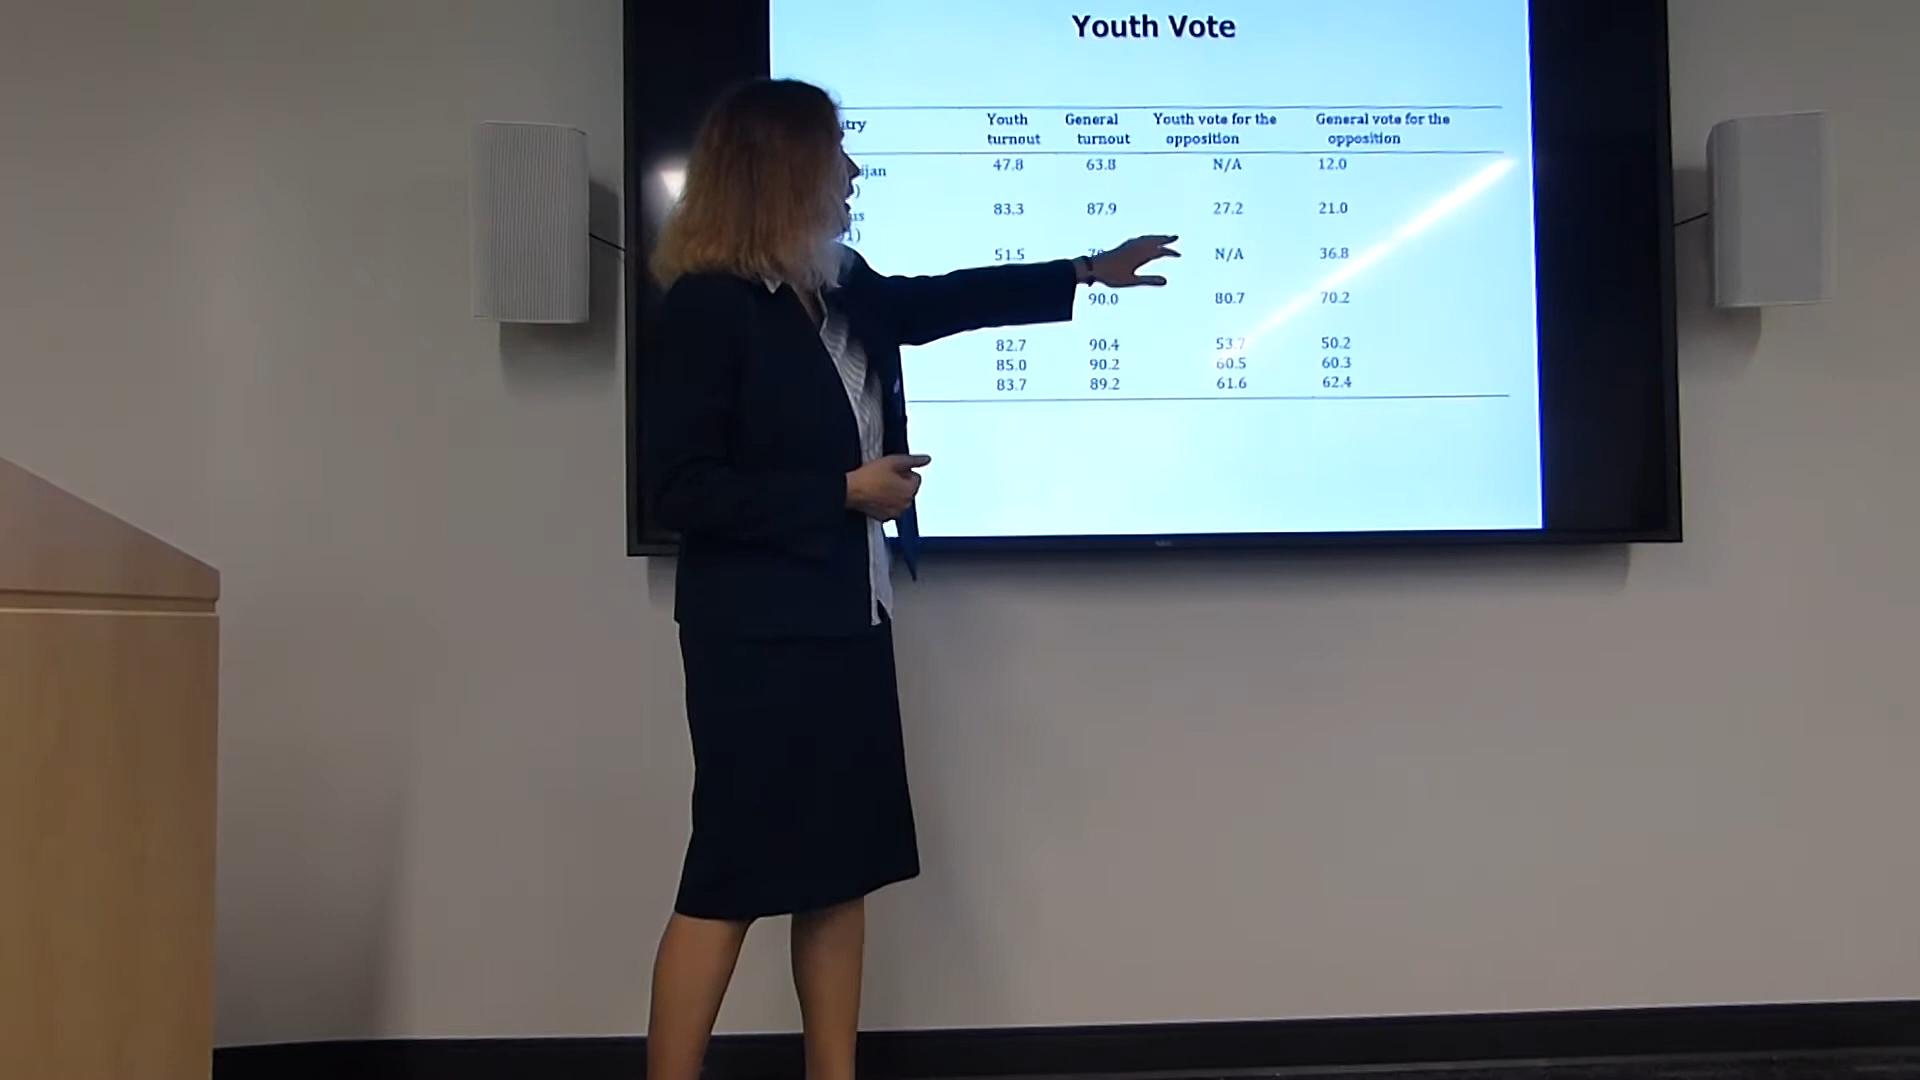 Youth Vote
Youth General Youth vote for the General vote for the
turnout turnout opposition opposition
47.8 63.8 N/A 12.0
83.3 87.9 27.2 21.0
51.5 N/A 36.8
90.0 80.7 70.2
82.7 90.4 53.7 50.2
85.0 90.2 60.5 60.3
83.7 89.2 61.6 62.4